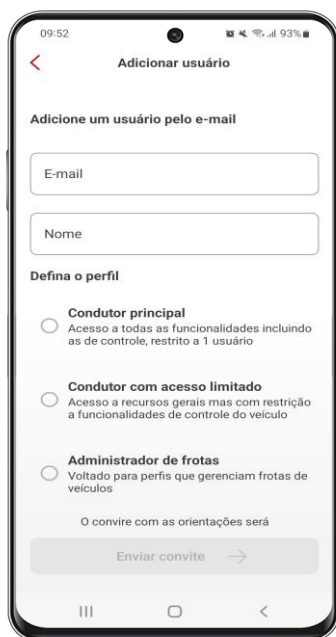 09:52
93%
Adicionar usuário
Adicione um usuário pelo e-mail
E-mail
Nome
Defina o perfil
Condutor principal
Acesso a todas as funcionalidades incluindo
as de controle, restrito a 1 usuário
Condutor com acesso limitado
Acesso a recursos gerais mas com restrição
a funcionalidades de controle do veículo
Administrador de frotas
Voltado para perfis que gerenciam frotas de
veículos
O convire com as orientações será
Enviar convite